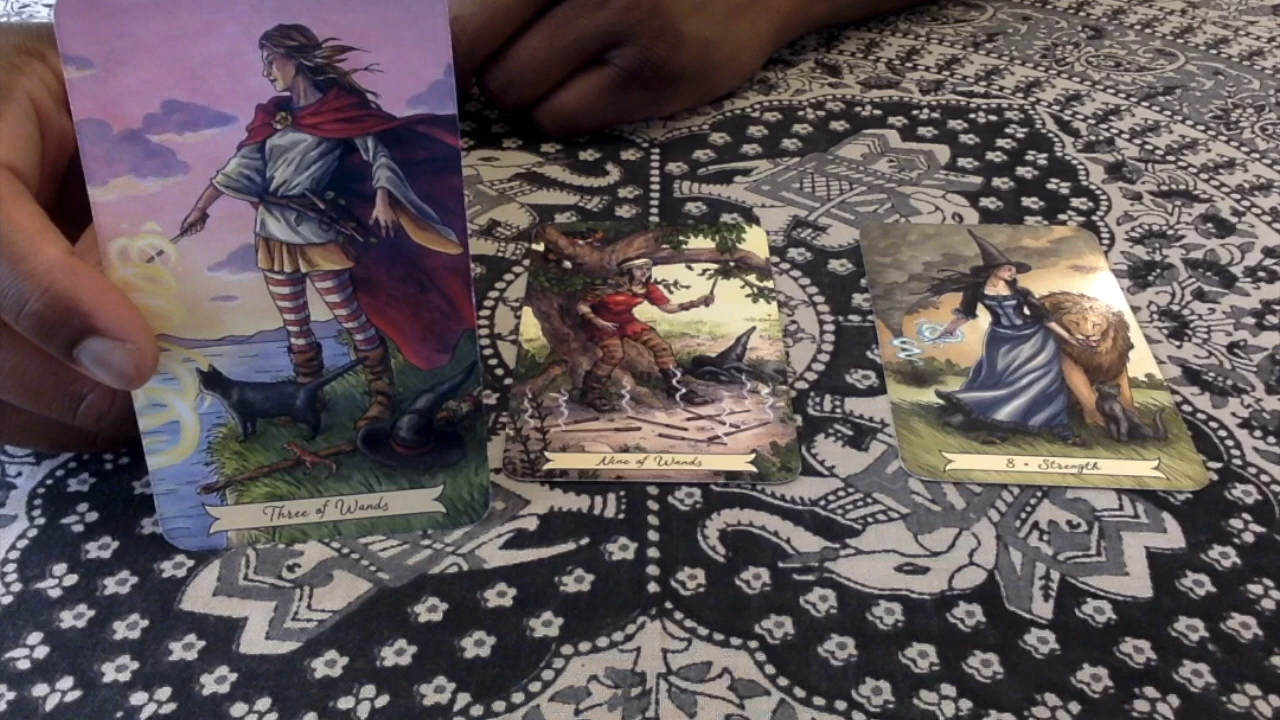 Three of Wands
Nine of Wands
8 • Strength